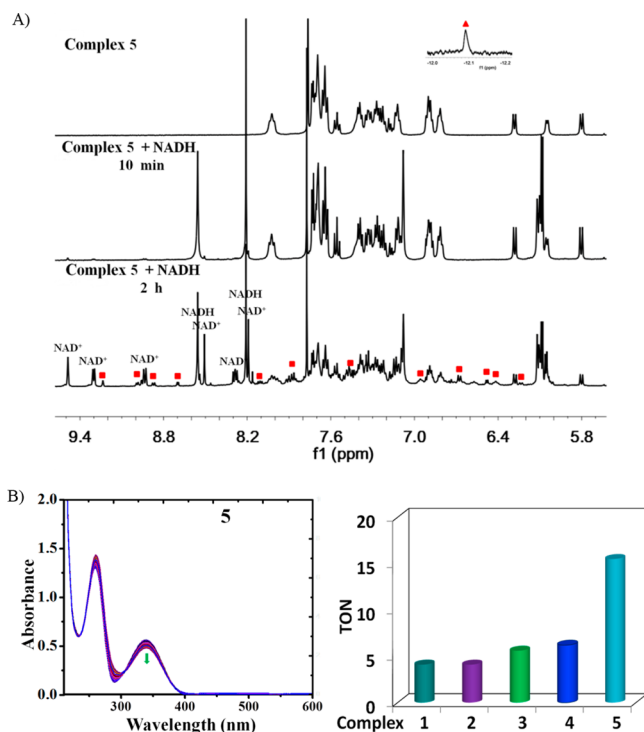 A)
Complex 5
-12.0 -12.1 -12.2
f1 (ppm)
Complex 5 + NADH
10 min
Complex 5 + NADH
2 h
NAD+
NAD+
NAD+
NADH
NAD+
NAD
NADH
NAD+
9.4 8.8 8.2 7.6 7.0 6.4 5.8
f1 (ppm)
B)
5
2.0
1.5
1.0
0.5
0.0
300 400 500 600
Absorbance
Wavelength (nm)
20
15
10
5
0
TON
Complex 1 2 3 4 5